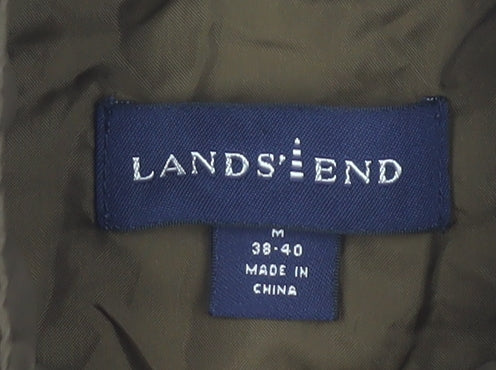 LANDS' END
M
38-40
MADE IN
CHINA